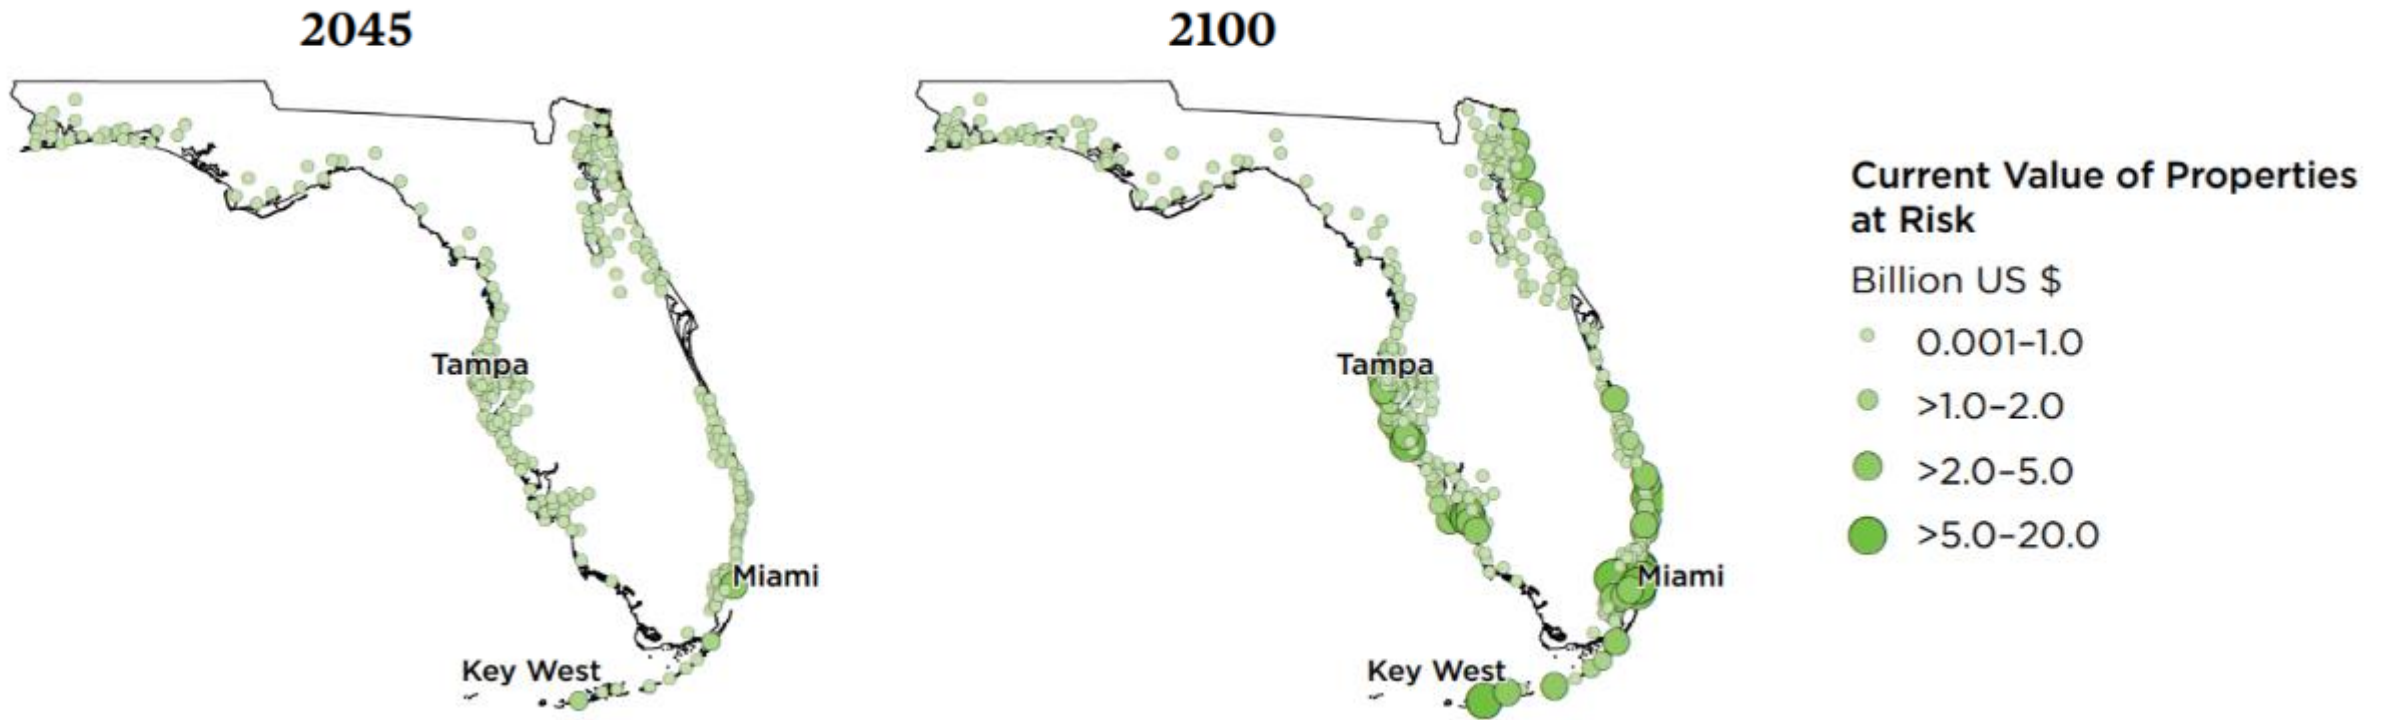 2045
2100
Tampa
Miami
Key West
Tampa
Miami
Key West
Current Value of Properties
at Risk
Billion US $
0.001–1.0
>1.0–2.0
>2.0–5.0
>5.0–20.0